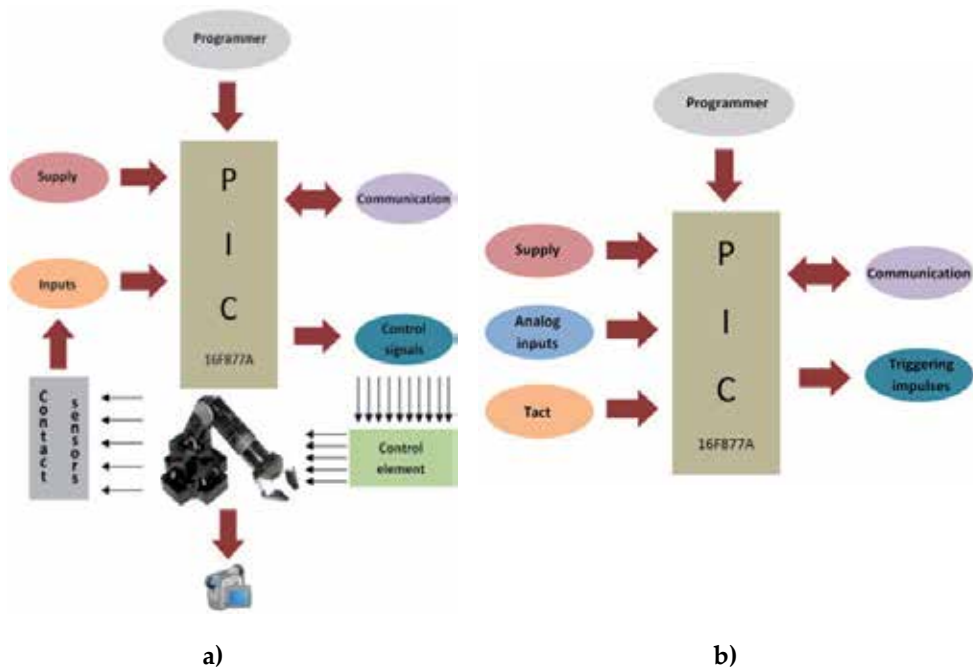 Programmer
Supply
P
I
C
16F877A
Communication
Inputs
Control
signals
Contact
sensors
Control
element
a)
Programmer
Supply
Analog
inputs
Tact
P
I
C
16F877A
Communication
Triggering
impulses
b)